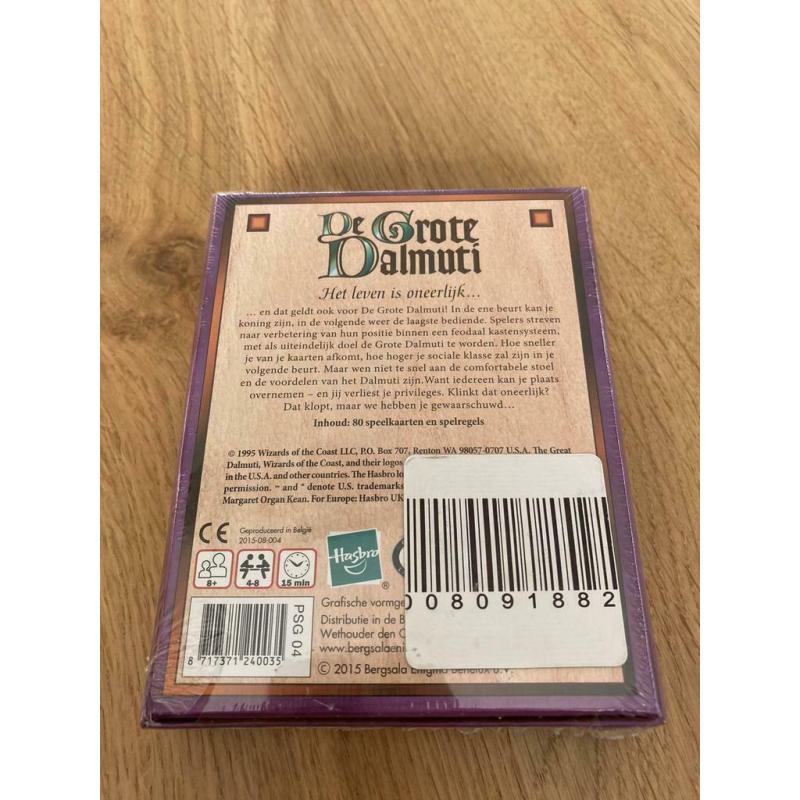 De Grote
Dalmuti
Het leven is oneerlijk...
... en dat geldt ook voor De Grote Dalmuti! In de ene beurt kan je
koning zijn, in de volgende weer de laagste bediende. Spelers streven
naar verbetering van hun positie binnen een feodaal kastensysteem,
met als uiteindelijk doel de Grote Dalmuti te worden. Hoe sneller
je van je kaarten afkomt, hoe hoger je sociale klasse zal zijn in je
volgende beurt. Maar wen niet te snel aan de comfortabele stoel
en de voordelen van het Dalmuti zijn.Want iedereen kan je plaats
overnemen – en jij verliest je privileges. Klinkt dat oneerlijk?
Dat klopt, maar we hebben je gewaarschuwd...
Inhoud: 80 speelkaarten en spelregels
© 1995 Wizards of the Coast LLC, P.O. Box 707, Renton WA 98057-0707 U.S.A. The Great
Dalmuti, Wizards of the Coast, and their logos
in the U.S.A. and other countries. The Hasbro lo
permission. ™ and ® denote U.S. trademarks
Margaret Organ Kean. For Europe: Hasbro UK
CE
Geproduceerd in België
2015-08-004
Hasbro
®
8+
4-8
15 min
008091882
PSG 04
8 717371 240035
Grafische vormge
Distributie in de B
Wethouder den O
www.bergsalaeni
© 2015 Bergsala Enigma Benelux b.v.